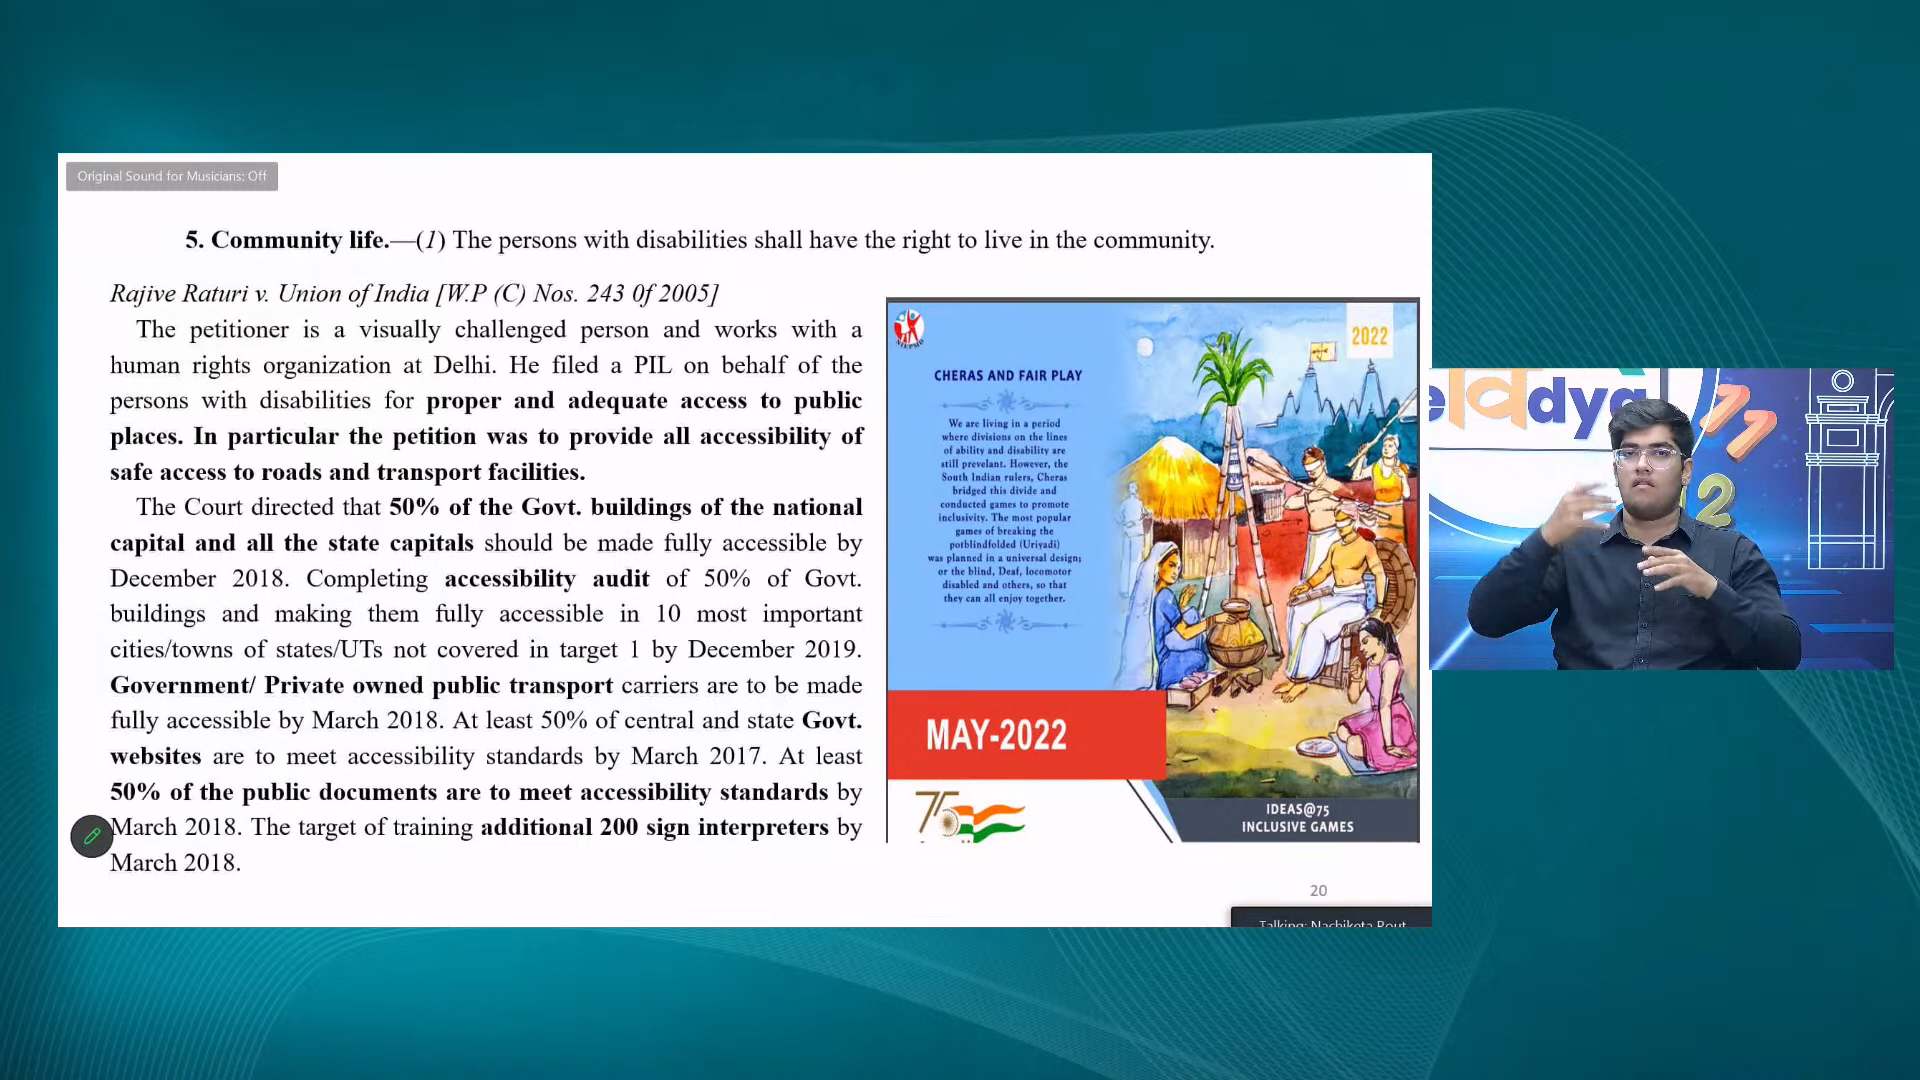 Original Sound for Musicians: Off
5. Community life.—(1) The persons with disabilities shall have the right to live in the community.
Rajive Raturi v. Union of India [W.P (C) Nos. 243 0f 2005]
The petitioner is a visually challenged person and works with a
human rights organization at Delhi. He filed a PIL on behalf of the
persons with disabilities for proper and adequate access to public
places. In particular the petition was to provide all accessibility of
safe access to roads and transport facilities.
The Court directed that 50% of the Govt. buildings of the national
capital and all the state capitals should be made fully accessible by
December 2018. Completing accessibility audit of 50% of Govt.
buildings and making them fully accessible in 10 most important
cities/towns of states/UTs not covered in target 1 by December 2019.
Government/ Private owned public transport carriers are to be made
fully accessible by March 2018. At least 50% of central and state Govt.
websites are to meet accessibility standards by March 2017. At least
50% of the public documents are to meet accessibility standards by
March 2018. The target of training additional 200 sign interpreters by
March 2018.
2022
CHERAS AND FAIR PLAY
We are living in a period
where divisions on the lines
of ability and disability are
still prevelant. However, the
South Indian rulers, Cheras
bridged this divide and
conducted games to promote
inclusivity. The most popular
games of breaking the
potblindfolded (Uriyadi)
was planned in a universal design;
or the blind, Deaf, locomotor
disabled and others, so that
they can all enjoy together.
MAY-2022
75
IDEAS@75
INCLUSIVE GAMES
20
Talking: Nachiketa Rout
dya
12